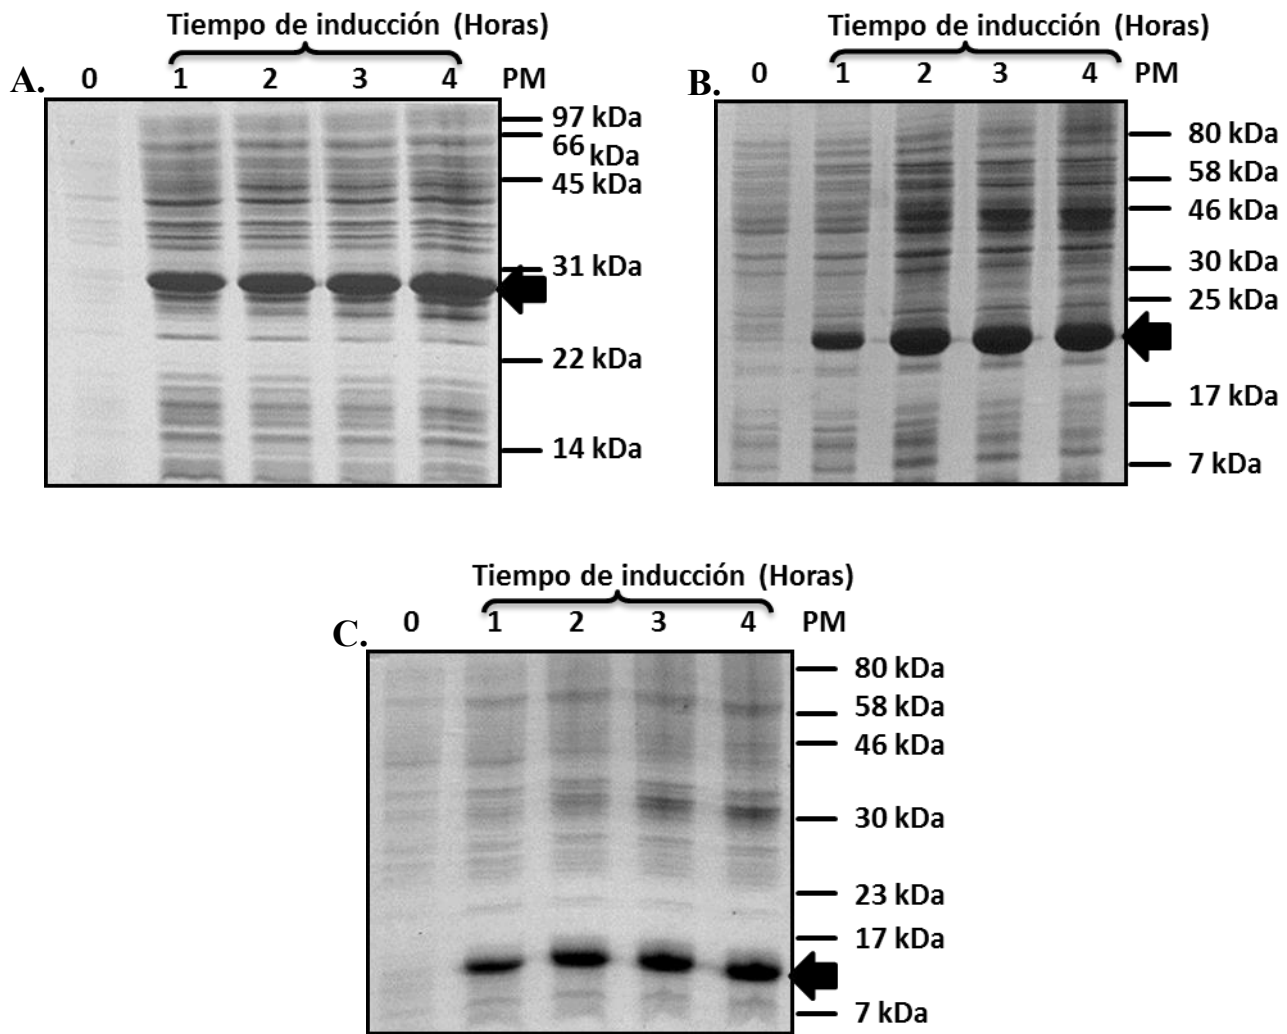 Tiempo de inducción (Horas)
A. 0 1 2 3 4 PM
97 kDa
66 kDa
45 kDa
31 kDa
22 kDa
14 kDa
Tiempo de inducción (Horas)
B. 0 1 2 3 4 PM
80 kDa
58 kDa
46 kDa
30 kDa
25 kDa
17 kDa
7 kDa
Tiempo de inducción (Horas)
C. 0 1 2 3 4 PM
80 kDa
58 kDa
46 kDa
30 kDa
23 kDa
17 kDa
7 kDa